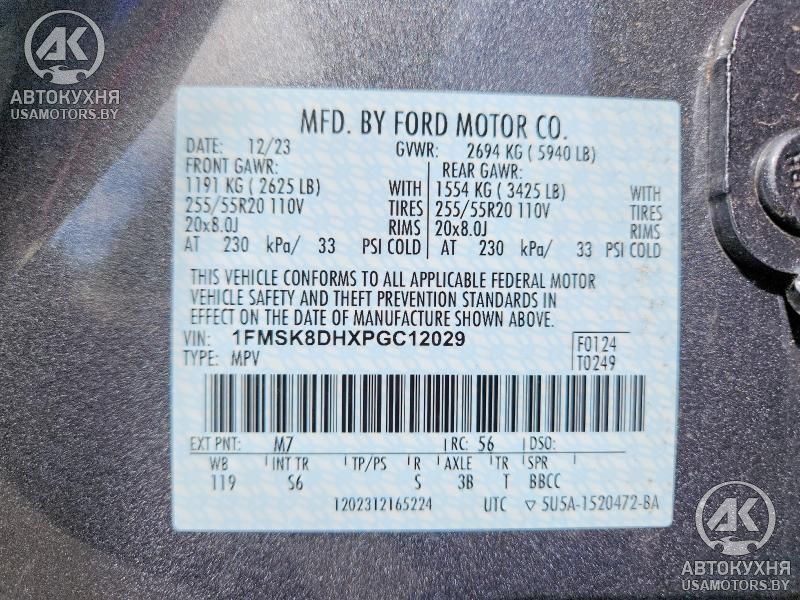 АК
АВТОКУХНЯ
USAMOTORS.BY
MFD. BY FORD MOTOR CO.
DATE: 12/23 GVWR: 2694 KG ( 5940 LB)
FRONT GAWR: REAR GAWR:
1191 KG ( 2625 LB) WITH 1554 KG ( 3425 LB) WITH
255/55R20 110V TIRES 255/55R20 110V TIRES
20x8.0J RIMS 20x8.0J RIMS
AT 230 kPa/ 33 PSI COLD AT 230 kPa/ 33 PSI COLD
THIS VEHICLE CONFORMS TO ALL APPLICABLE FEDERAL MOTOR
VEHICLE SAFETY AND THEFT PREVENTION STANDARDS IN
EFFECT ON THE DATE OF MANUFACTURE SHOWN ABOVE.
VIN: 1FMSK8DHXPGC12029 F0124
TYPE: MPV T0249
EXT PNT: M7 RC: 56 DSO:
WB INT TR TP/PS R AXLE TR SPR
119 S6 S 3B T BBCC
1202312165224 UTC ▽ 5U5A-1520472-BA
АК
АВТОКУХНЯ
USAMOTORS.BY